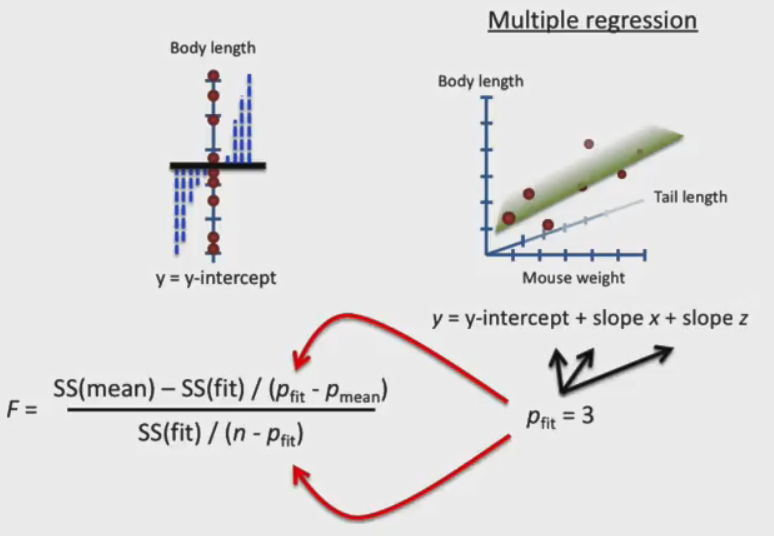 Multiple regression
Body length
Body length
Tail length
y = y-intercept
Mouse weight
y = y-intercept + slope x + slope z
SS(mean) – SS(fit) / (pfit - pmean)
F =
SS(fit) / (n - pfit)
pfit = 3